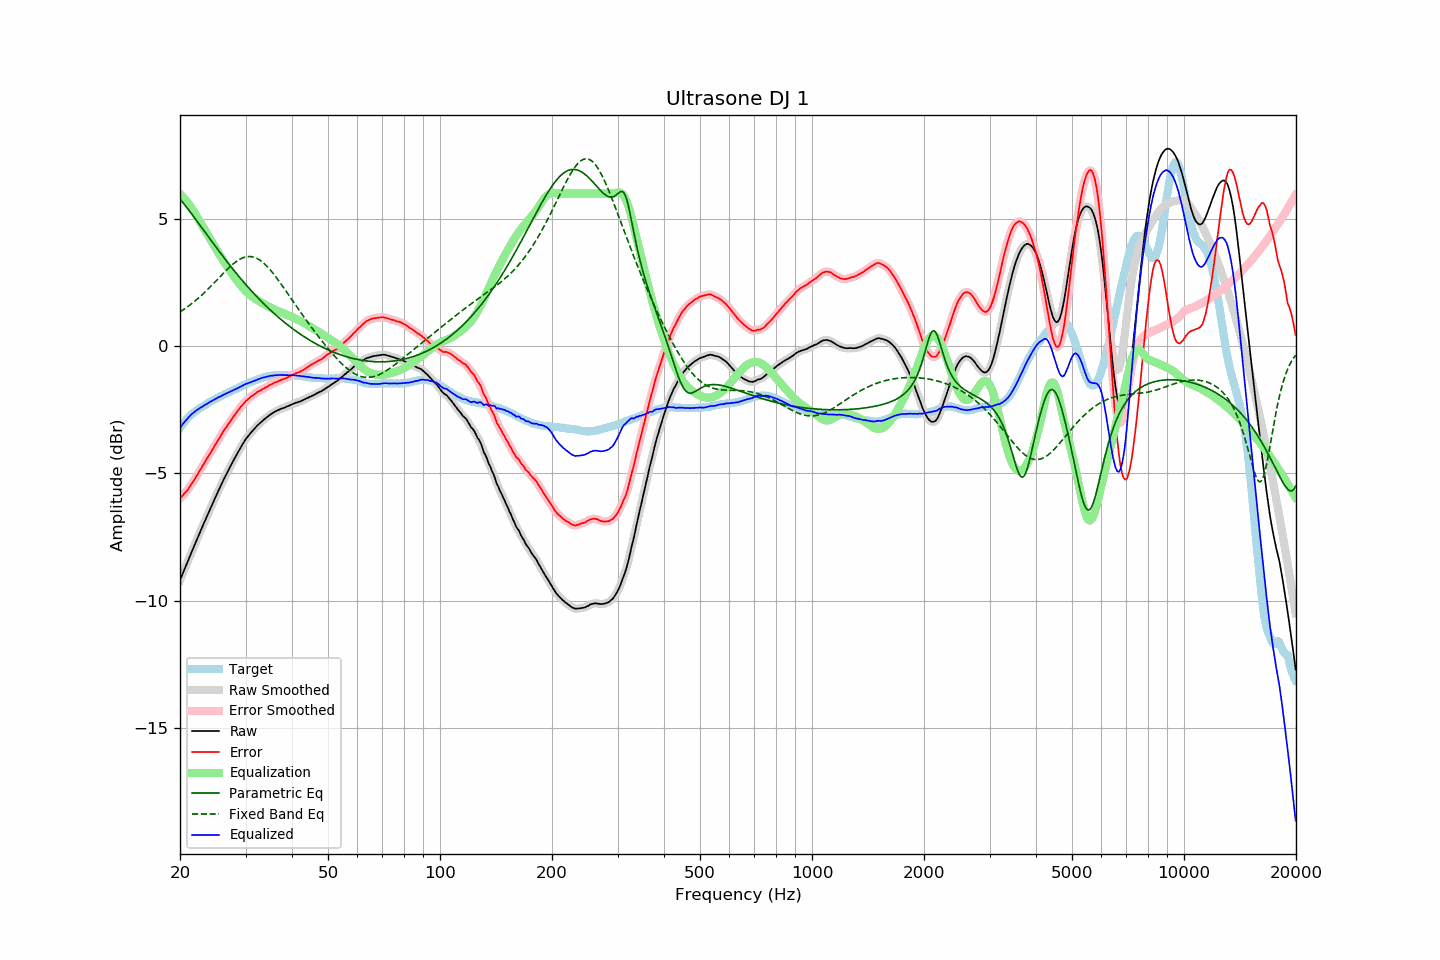 Ultrasone DJ 1
Amplitude (dBr)
5
0
−5
−10
−15
Target
Raw Smoothed
Error Smoothed
Raw
Error
Equalization
Parametric Eq
Fixed Band Eq
Equalized
20 50 100 200 500 1000 2000 5000 10000 20000
Frequency (Hz)